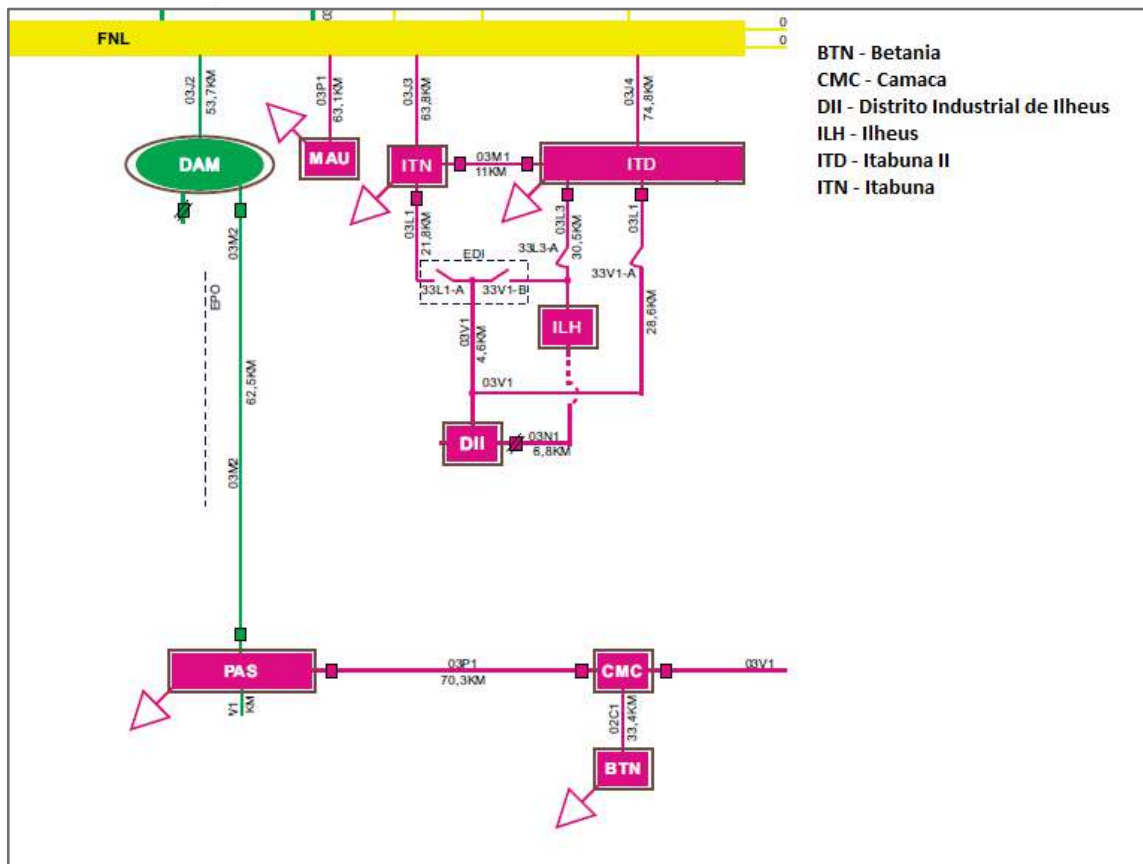 FNL
0
0
03J2
53,7KM
03P1
63,1KM
03J3
63,8KM
03J4
74,8KM
BTN - Betania
CMC - Camaca
DII - Distrito Industrial de Ilheus
ILH - Ilheus
ITD - Itabuna II
ITN - Itabuna
DAM
MAU
ITN
03M1
11KM
ITD
03M2
03L1
21,8KM
03L3
30,5KM
03L1
EDI
33L3-A
33V1-A
33L1-A
33V1-B
EPO
ILH
28,6KM
03V1
4,6KM
03V1
62,5KM
DII
03N1
6,8KM
03M2
PAS
03P1
70,3KM
CMC
03V1
V1
KM
02C1
33,4KM
BTN